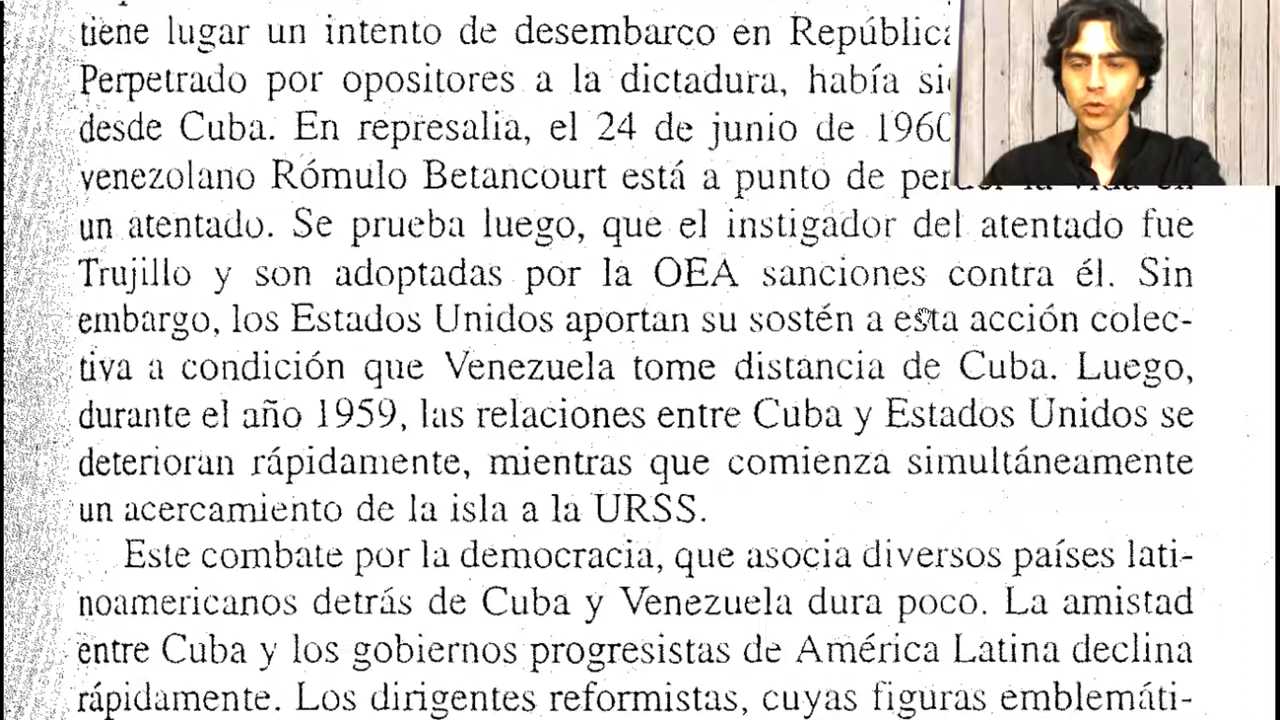 tiene lugar un intento de desembarco en República
Perpetrado por opositores a la dictadura, había
desde Cuba. En represalia, el 24 de junio de 1960
venezolano Rómulo Betancourt está a punto de
un atentado. Se prueba luego, que el instigador del atentado fue
Trujillo y son adoptadas por la OEA sanciones contra él. Sin
embargo, los Estados Unidos aportan su sostén a esta acción colec-
tiva a condición que Venezuela tome distancia de Cuba. Luego,
durante el año 1959, las relaciones entre Cuba y Estados Unidos se
deterioran rápidamente, mientras que comienza simultáneamente
un acercamiento de la isla a la URSS.
Este combate por la democracia, que asocia diversos países lati-
noamericanos detrás de Cuba y Venezuela dura poco. La amistad
entre Cuba y los gobiernos progresistas de América Latina declina
rápidamente. Los dirigentes reformistas, cuyas figuras emblemáti-